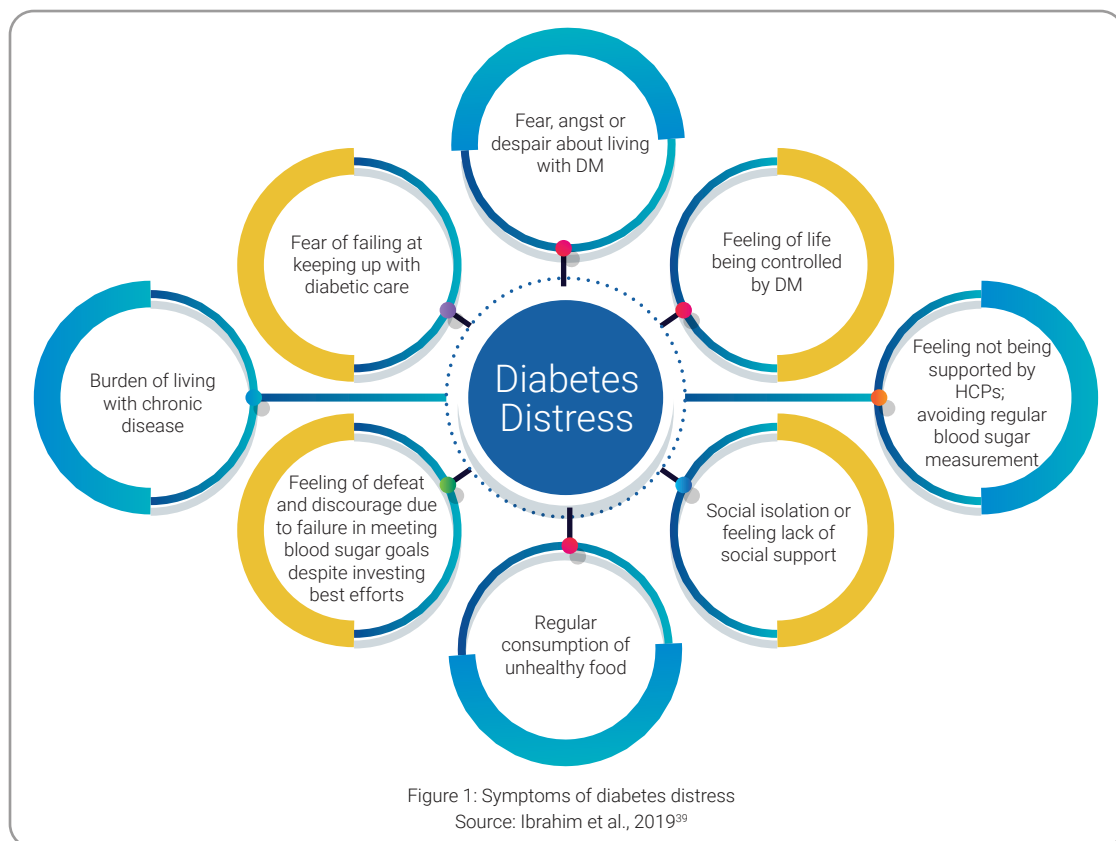 Fear, angst or
despair about living
with DM
Fear of failing at
keeping up with
diabetic care
Feeling of life
being controlled
by DM
Burden of living
with chronic
disease
Diabetes
Distress
Feeling not being
supported by
HCPs;
avoiding regular
blood sugar
measurement
Feeling of defeat
and discourage due
to failure in meeting
blood sugar goals
despite investing
best efforts
Social isolation or
feeling lack of
social support
Regular
consumption of
unhealthy food
Figure 1: Symptoms of diabetes distress
Source: Ibrahim et al., 2019³⁹